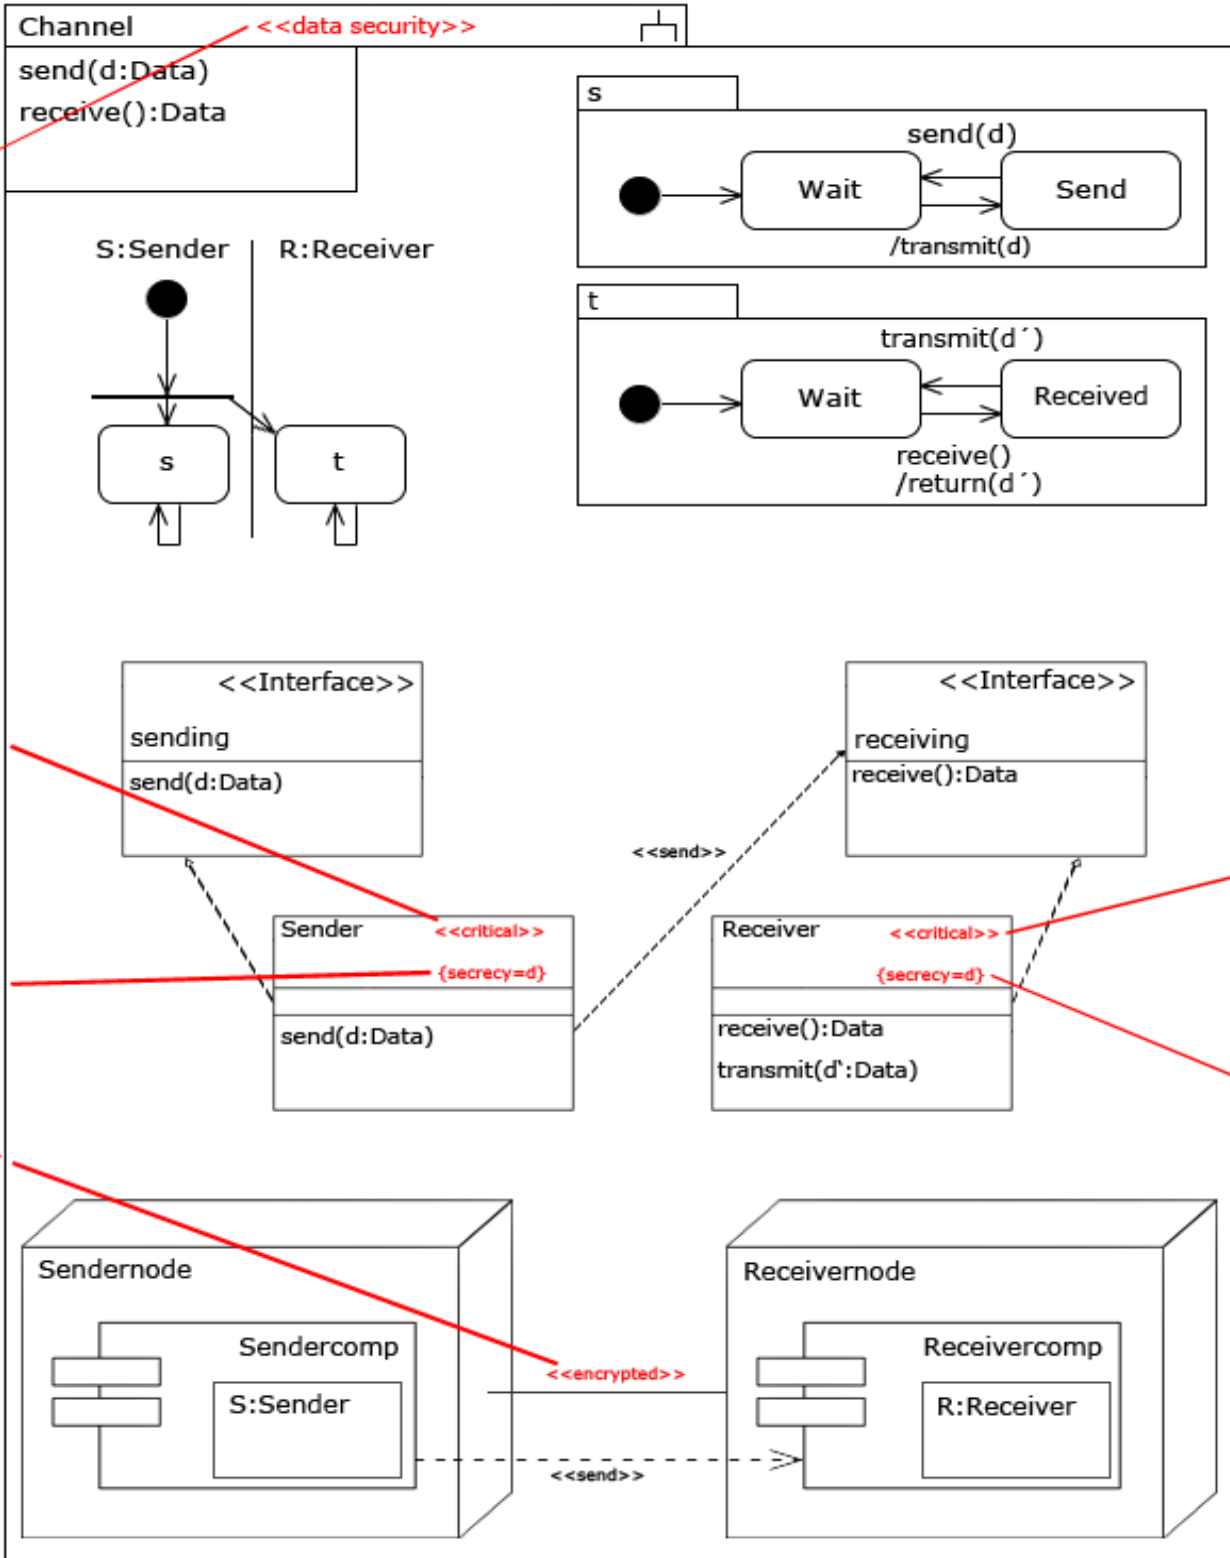 Channel
<<data security>>
send(d:Data)
receive():Data
s
send(d)
Wait
Send
/transmit(d)
S:Sender
R:Receiver
s
t
t
transmit(d´)
Wait
Received
receive()
/return(d´)
<<Interface>>
sending
send(d:Data)
<<Interface>>
receiving
receive():Data
<<send>>
Sender
<<critical>>
{secrecy=d}
send(d:Data)
Receiver
<<critical>>
{secrecy=d}
receive():Data
transmit(d‘:Data)
Sendernode
Sendercomp
S:Sender
<<encrypted>>
<<send>>
Receivernode
Receivercomp
R:Receiver